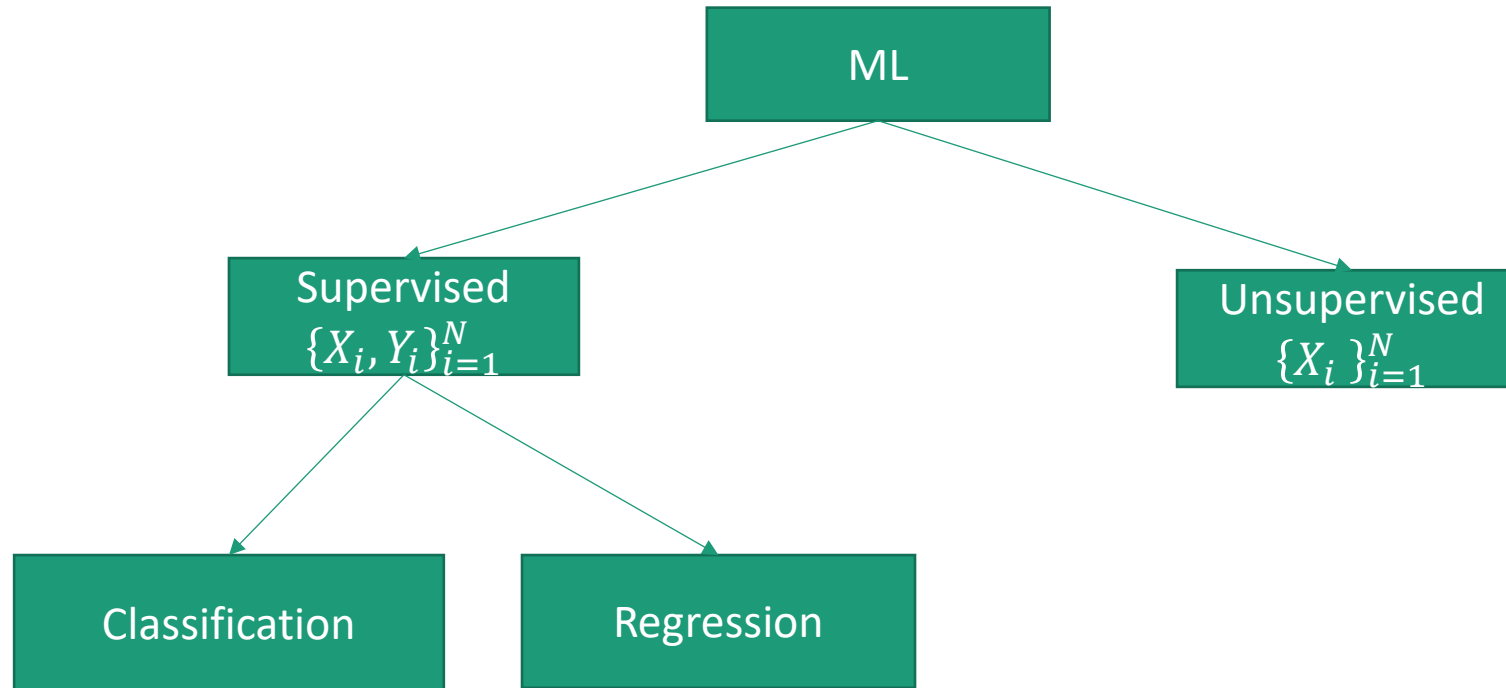 ML
Supervised
{X_i, Y_i}_{i=1}^N
Unsupervised
{X_i }_{i=1}^N
Classification
Regression